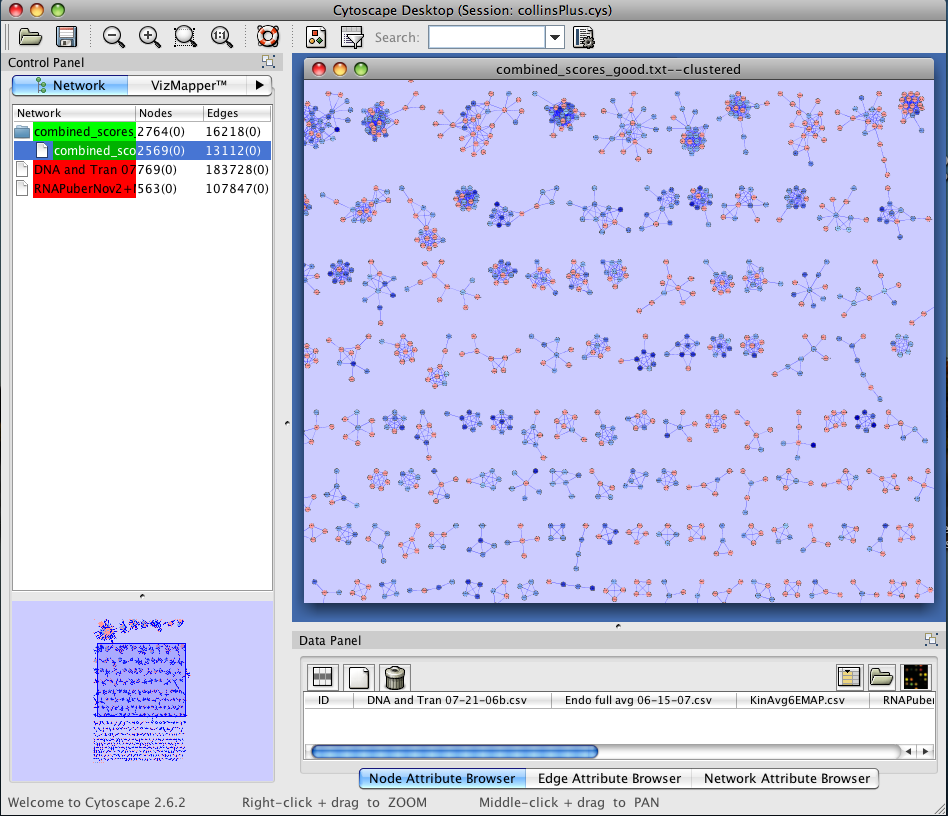 Cytoscape Desktop (Session: collinsPlus.cys)
1:1
Search:
Control Panel
Network
VizMapper™
Network Nodes Edges
combined_scores 2764(0) 16218(0)
combined_sco 2569(0) 13112(0)
DNA and Tran 07 769(0) 183728(0)
RNAPuberNov2+ 563(0) 107847(0)
combined_scores_good.txt--clustered
Data Panel
ID DNA and Tran 07-21-06b.csv Endo full avg 06-15-07.csv KinAvg6EMAP.csv RNAPuber
Node Attribute Browser Edge Attribute Browser Network Attribute Browser
Welcome to Cytoscape 2.6.2 Right-click + drag to ZOOM Middle-click + drag to PAN